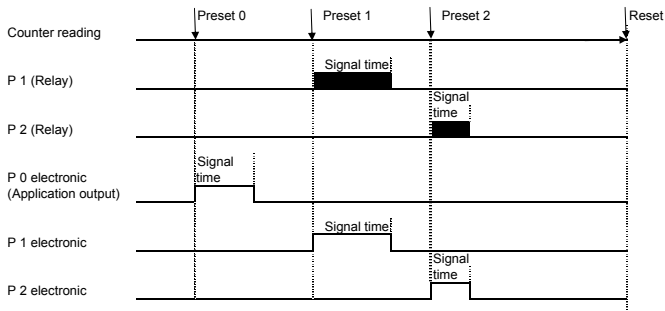 Preset 0 Preset 1 Preset 2 Reset
Counter reading
Signal time
P 1 (Relay)
Signal
time
P 2 (Relay)
Signal
time
P 0 electronic
(Application output)
Signal time
P 1 electronic
Signal
time
P 2 electronic